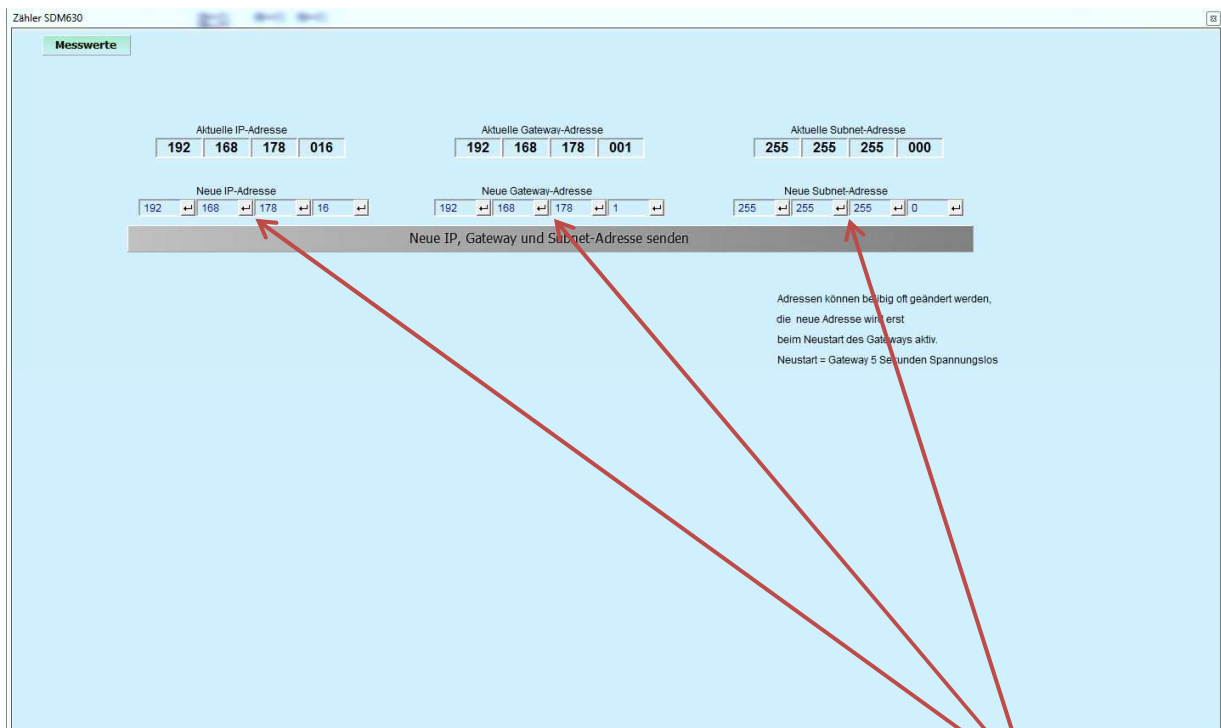 Zähler SDM630
Messwerte
Aktuelle IP-Adresse
192 168 178 016
Aktuelle Gateway-Adresse
192 168 178 001
Aktuelle Subnet-Adresse
255 255 255 000
Neue IP-Adresse
192 168 178 16
Neue Gateway-Adresse
192 168 178 1
Neue Subnet-Adresse
255 255 255 0
Neue IP, Gateway und Subnet-Adresse senden
Adressen können belibig oft geändert werden,
die neue Adresse wird erst
beim Neustart des Gateways aktiv.
Neustart = Gateway 5 Sekunden Spannungslos